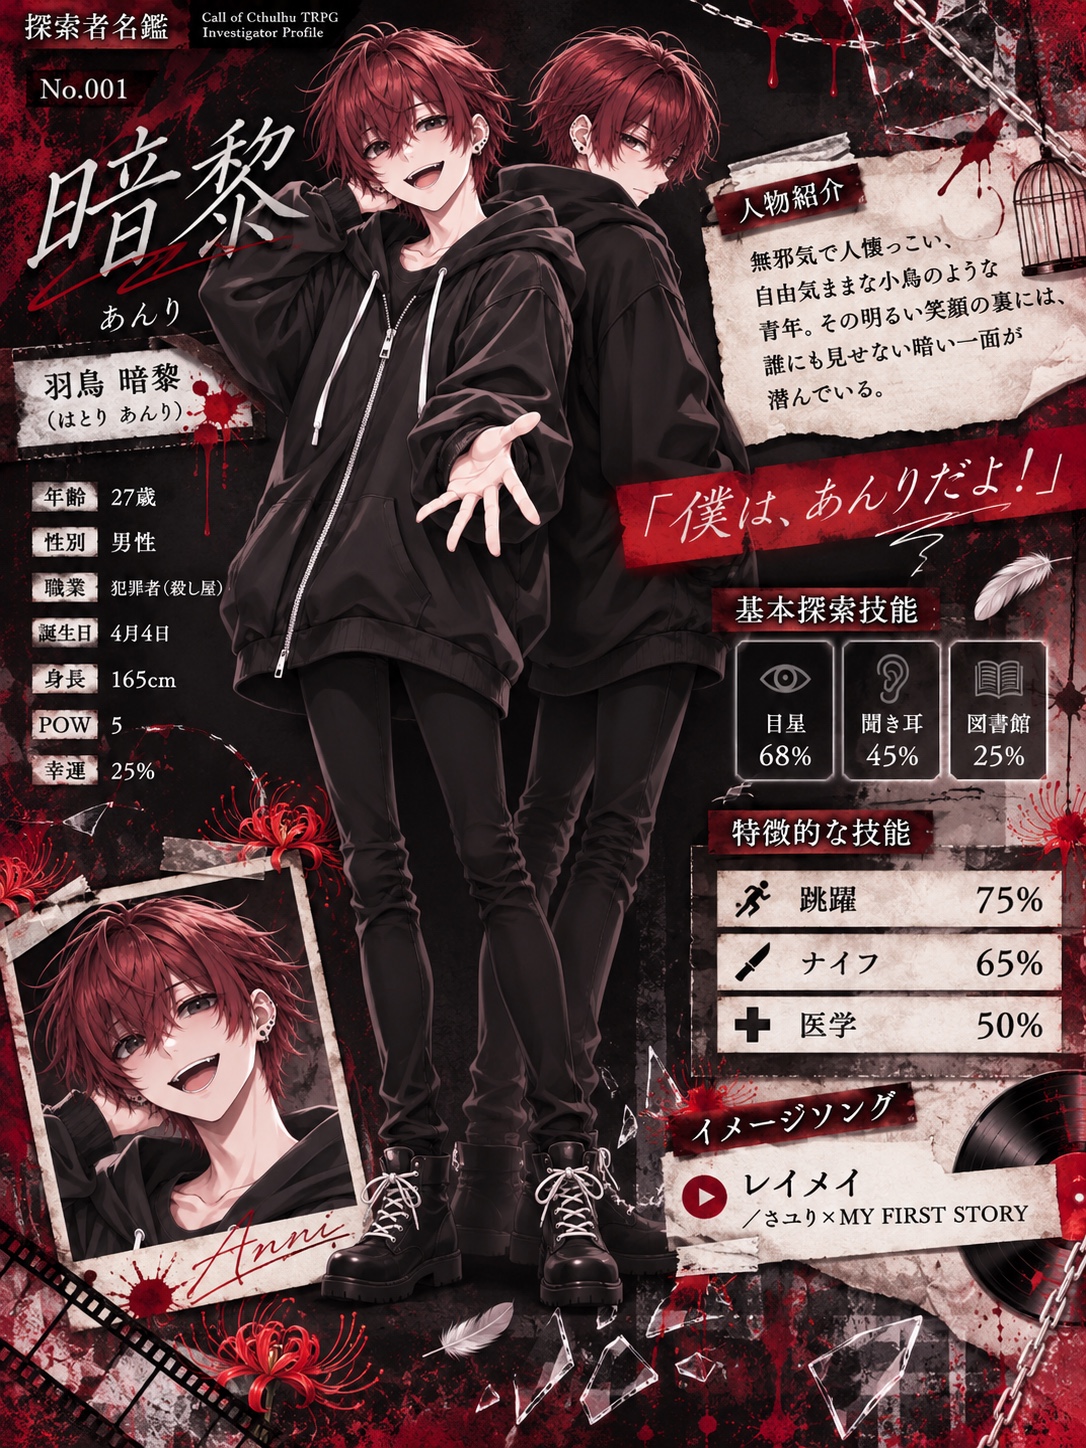 探索者名鑑
Call of Cthulhu TRPG
Investigator Profile
No.001
暗黎
あんり
羽鳥 暗黎
(はとり あんり)
年齢 27歳
性別 男性
職業 犯罪者(殺し屋)
誕生日 4月4日
身長 165cm
POW 5
幸運 25%
人物紹介
無邪気で人懐っこい、
自由気ままな小鳥のような
青年。その明るい笑顔の裏には、
誰にも見せない暗い一面が
潜んでいる。
「僕は、あんりだよ!」
基本探索技能
目星 聞き耳 図書館
68% 45% 25%
特徴的な技能
跳躍 75%
ナイフ 65%
医学 50%
イメージソング
レイメイ
/さユり×MY FIRST STORY
Anni